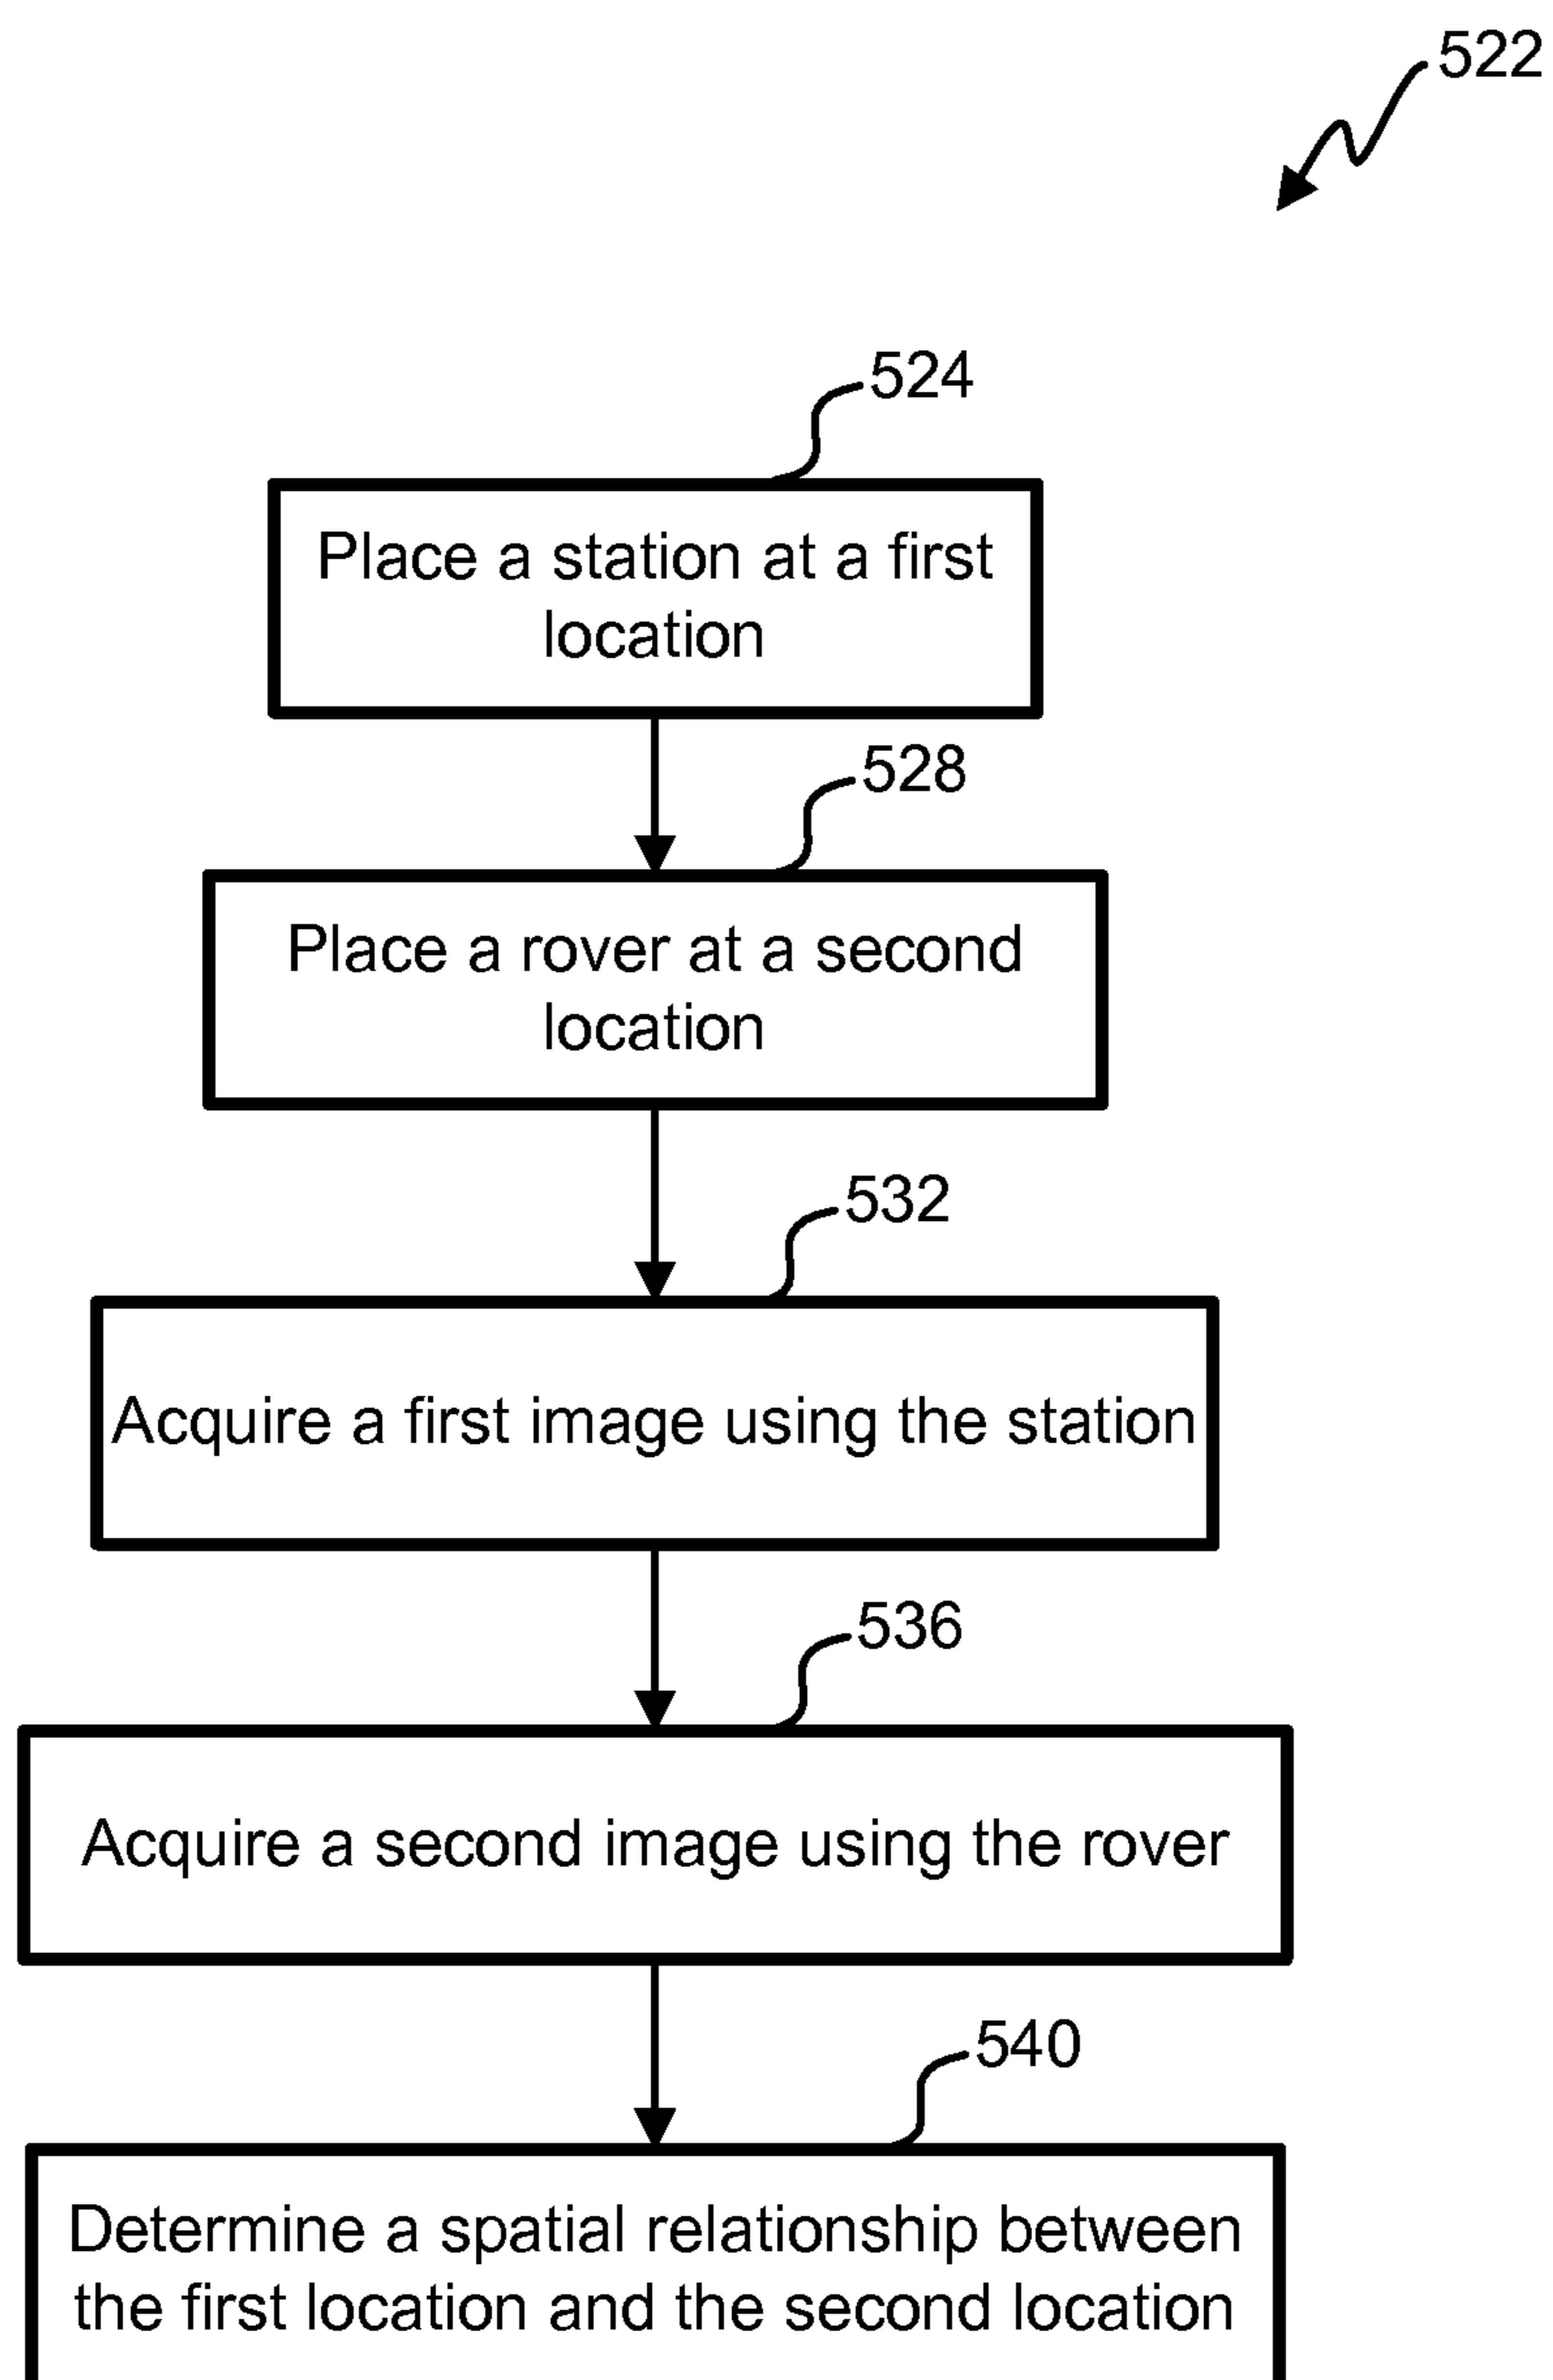 522
524
Place a station at a first
location
528
Place a rover at a second
location
532
Acquire a first image using the station
536
Acquire a second image using the rover
540
Determine a spatial relationship between
the first location and the second location